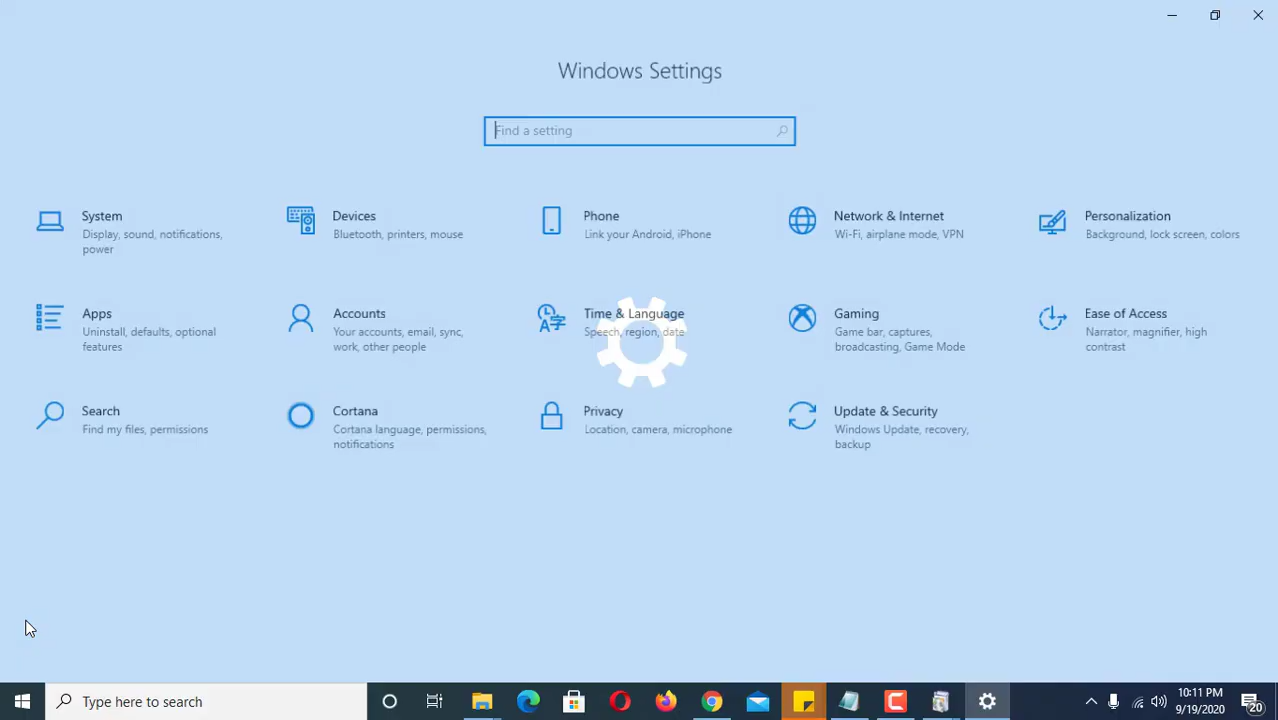 Windows Settings
Find a setting
System
Display, sound, notifications,
power
Devices
Bluetooth, printers, mouse
Phone
Link your Android, iPhone
Network & Internet
Wi-Fi, airplane mode, VPN
Personalization
Background, lock screen, colors
Apps
Uninstall, defaults, optional
features
Accounts
Your accounts, email, sync,
work, other people
Time & Language
Speech, region, date
Gaming
Game bar, captures,
broadcasting, Game Mode
Ease of Access
Narrator, magnifier, high
contrast
Search
Find my files, permissions
Cortana
Cortana language, permissions,
notifications
Privacy
Location, camera, microphone
Update & Security
Windows Update, recovery,
backup
Type here to search
10:11 PM
9/19/2020
20